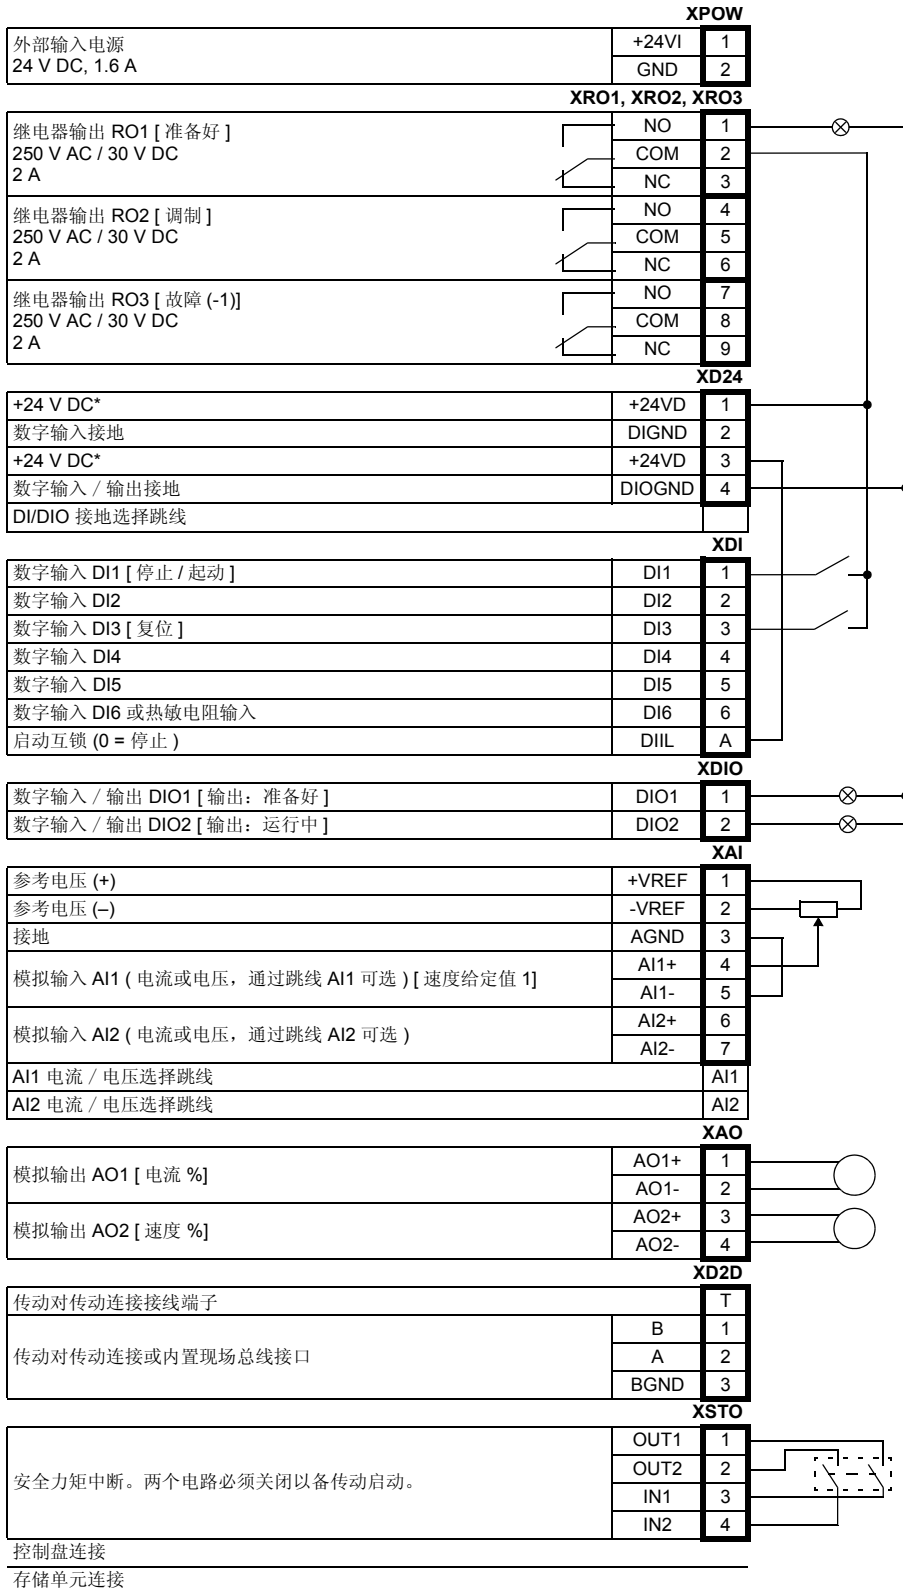 XPOW
外部输入电源 +24VI 1
24 V DC, 1.6 A GND 2
XRO1, XRO2, XRO3
继电器输出 RO1 [ 准备好 ] NO 1
250 V AC / 30 V DC COM 2
2 A NC 3
继电器输出 RO2 [ 调制 ] NO 4
250 V AC / 30 V DC COM 5
2 A NC 6
继电器输出 RO3 [ 故障 (-1)] NO 7
250 V AC / 30 V DC COM 8
2 A NC 9
XD24
+24 V DC* +24VD 1
数字输入接地 DIGND 2
+24 V DC* +24VD 3
数字输入 / 输出接地 DIOGND 4
DI/DIO 接地选择跳线
XDI
数字输入 DI1 [ 停止 / 起动 ] DI1 1
数字输入 DI2 DI2 2
数字输入 DI3 [ 复位 ] DI3 3
数字输入 DI4 DI4 4
数字输入 DI5 DI5 5
数字输入 DI6 或热敏电阻输入 DI6 6
启动互锁 (0 = 停止 ) DIIL A
XDIO
数字输入 / 输出 DIO1 [ 输出：准备好 ] DIO1 1
数字输入 / 输出 DIO2 [ 输出：运行中 ] DIO2 2
XAI
参考电压 (+) +VREF 1
参考电压 (–) -VREF 2
接地 AGND 3
模拟输入 AI1 ( 电流或电压，通过跳线 AI1 可选 ) [ 速度给定值 1] AI1+ 4
AI1- 5
模拟输入 AI2 ( 电流或电压，通过跳线 AI2 可选 ) AI2+ 6
AI2- 7
AI1 电流 / 电压选择跳线 AI1
AI2 电流 / 电压选择跳线 AI2
XAO
模拟输出 AO1 [ 电流 %] AO1+ 1
AO1- 2
模拟输出 AO2 [ 速度 %] AO2+ 3
AO2- 4
XD2D
传动对传动连接接线端子 T
传动对传动连接或内置现场总线接口 B 1
A 2
BGND 3
XSTO
安全力矩中断。两个电路必须关闭以备传动启动。 OUT1 1
OUT2 2
IN1 3
IN2 4
控制盘连接
存储单元连接